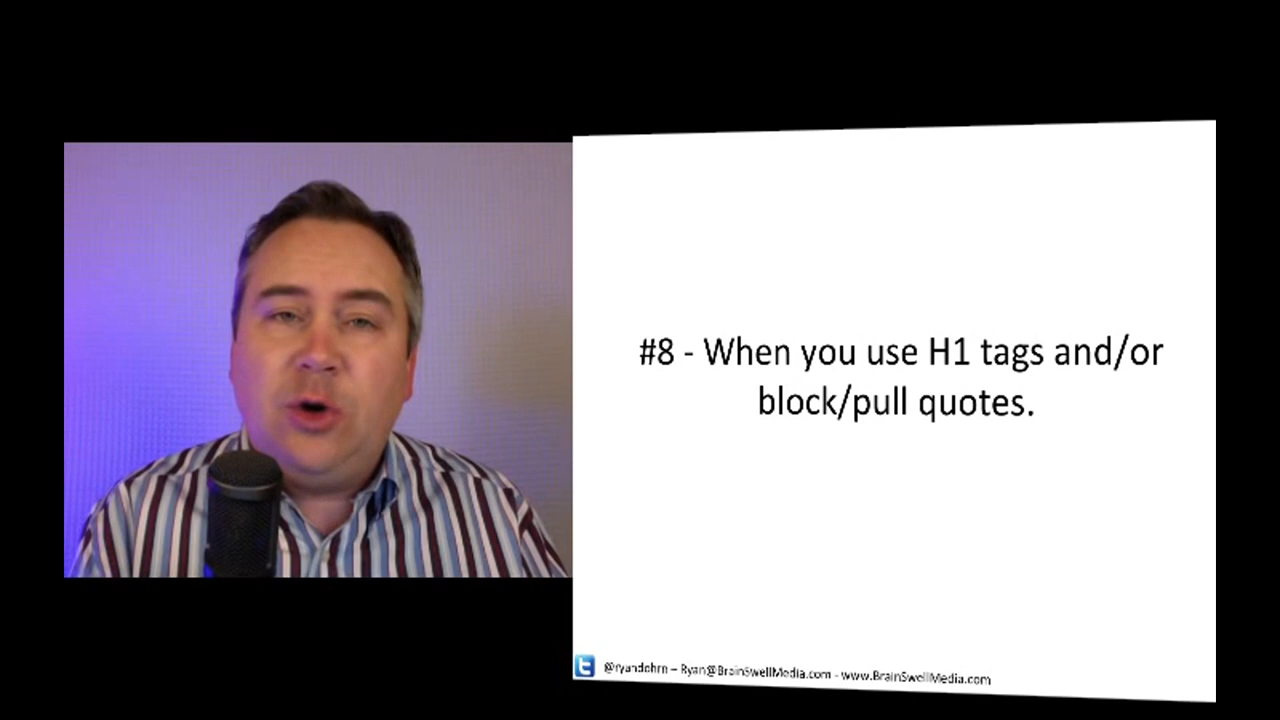 #8 - When you use H1 tags and/or
block/pull quotes.
@ryandohrn – Ryan@BrainSwellMedia.com - www.BrainSwellMedia.com